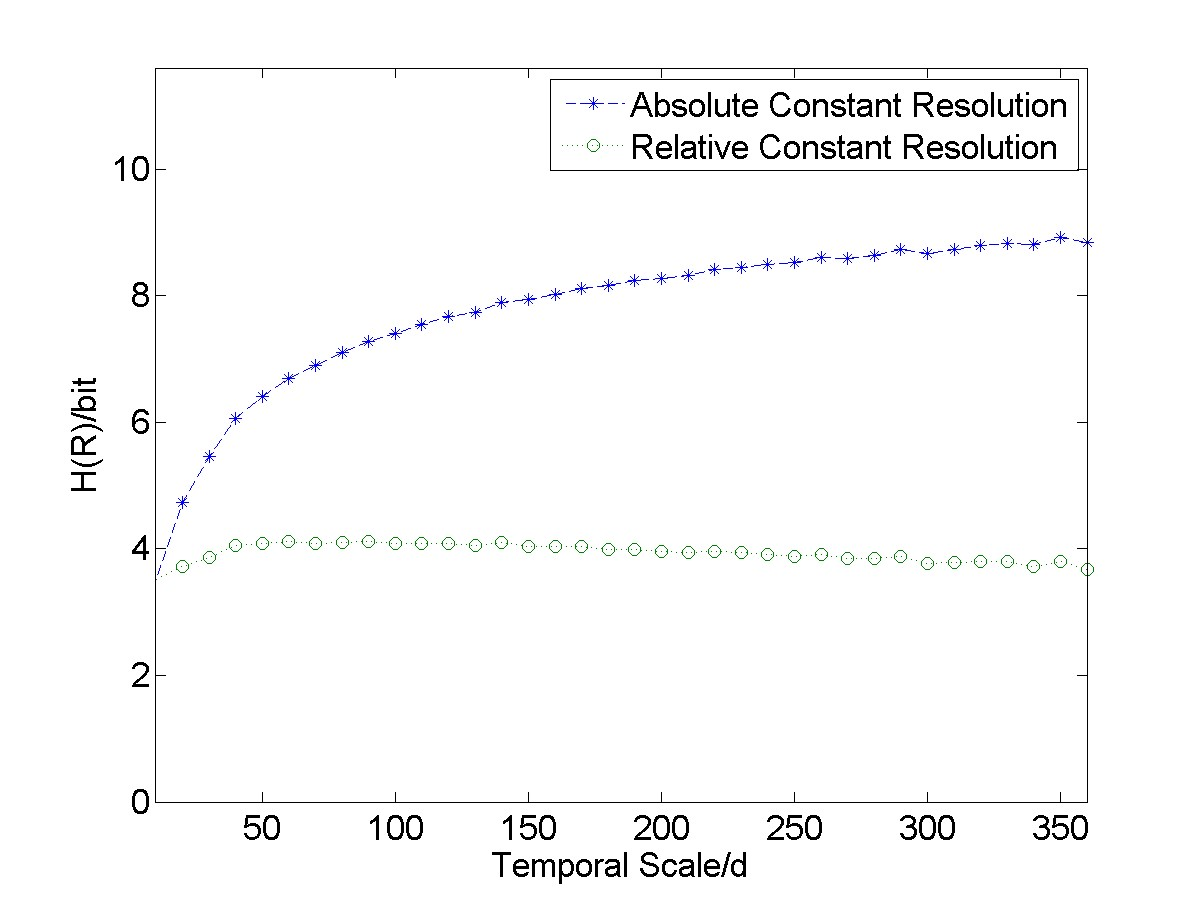 Absolute Constant Resolution
Relative Constant Resolution
10
8
6
4
2
0
H(R)/bit
50 100 150 200 250 300 350
Temporal Scale/d